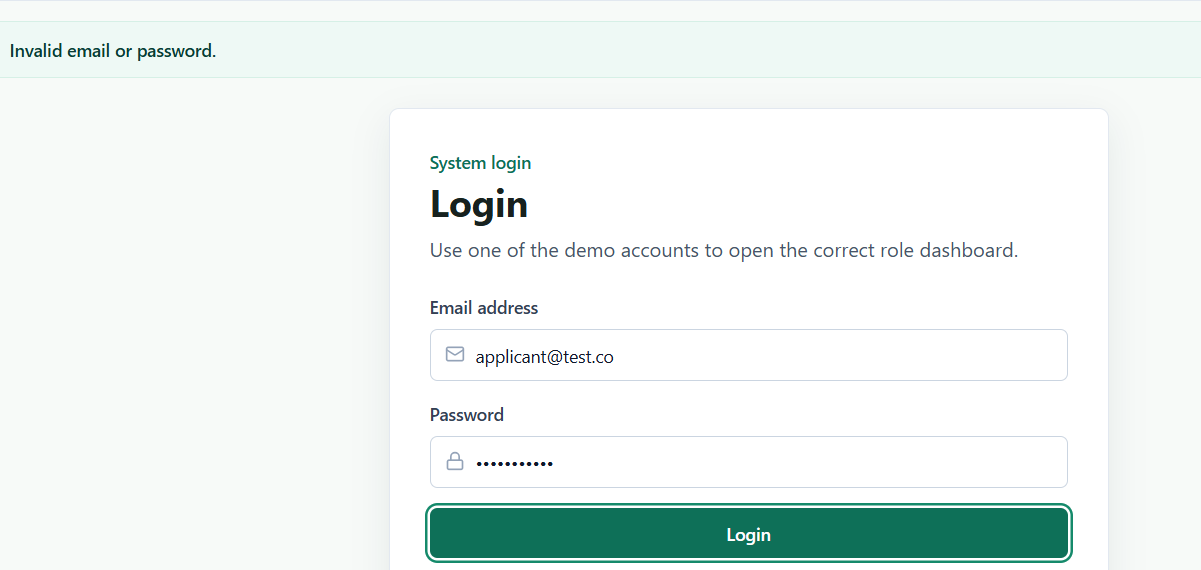 Invalid email or password.
System login
Login
Use one of the demo accounts to open the correct role dashboard.
Email address
applicant@test.co
Password
•••••••••••
Login